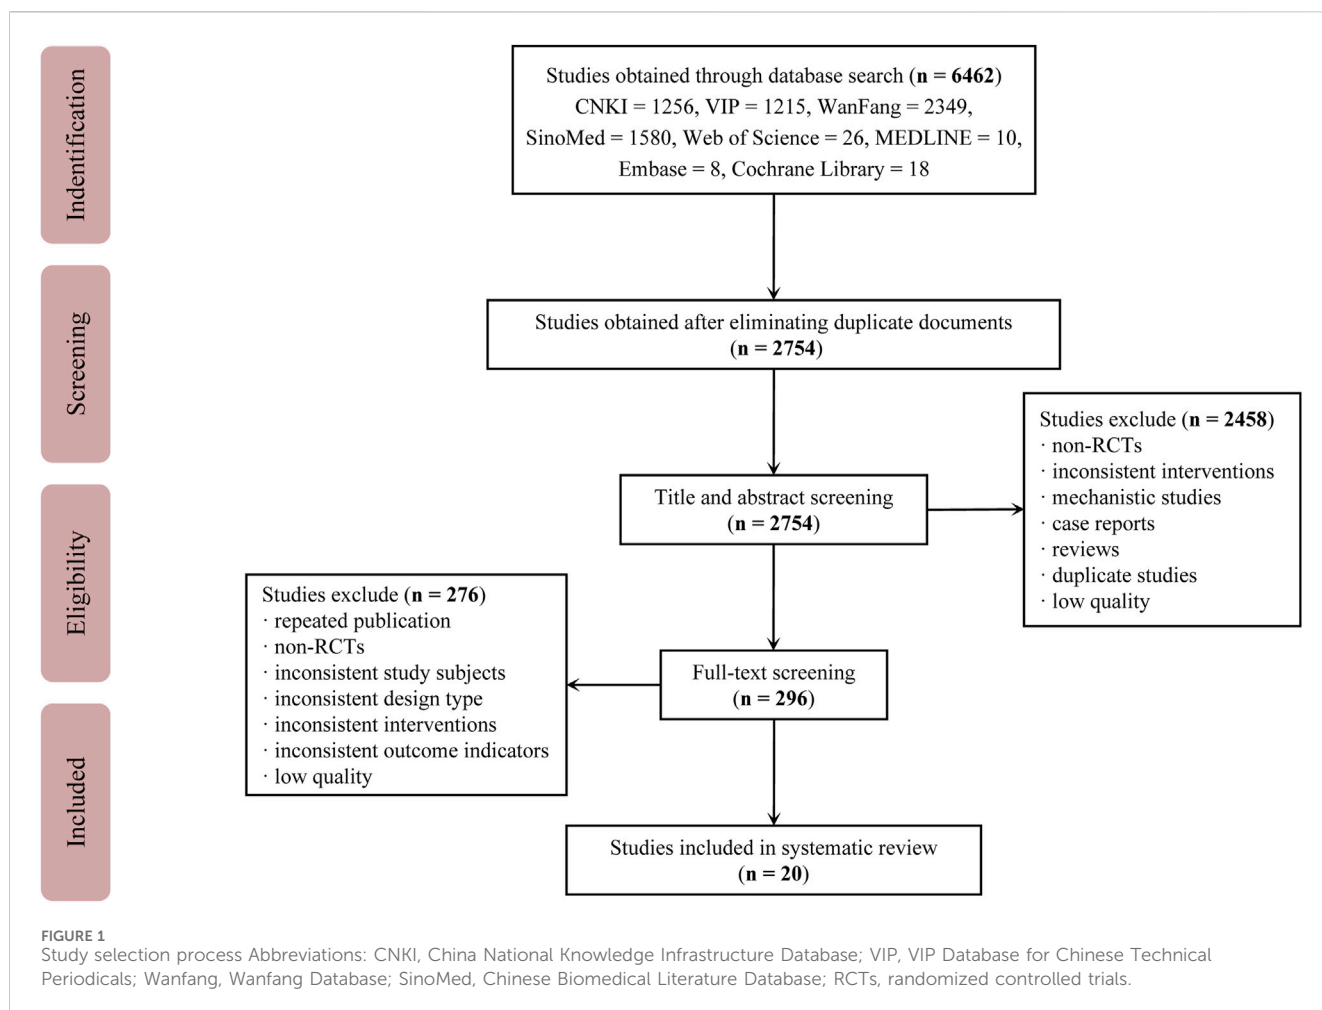 Indentification
Studies obtained through database search (n = 6462)
CNKI = 1256, VIP = 1215, WanFang = 2349,
SinoMed = 1580, Web of Science = 26, MEDLINE = 10,
Embase = 8, Cochrane Library = 18
Screening
Studies obtained after eliminating duplicate documents
(n = 2754)
Studies exclude (n = 2458)
· non-RCTs
· inconsistent interventions
· mechanistic studies
· case reports
· reviews
· duplicate studies
· low quality
Title and abstract screening
(n = 2754)
Eligibility
Studies exclude (n = 276)
· repeated publication
· non-RCTs
· inconsistent study subjects
· inconsistent design type
· inconsistent interventions
· inconsistent outcome indicators
· low quality
Full-text screening
(n = 296)
Included
Studies included in systematic review
(n = 20)
FIGURE 1
Study selection process Abbreviations: CNKI, China National Knowledge Infrastructure Database; VIP, VIP Database for Chinese Technical
Periodicals; Wanfang, Wanfang Database; SinoMed, Chinese Biomedical Literature Database; RCTs, randomized controlled trials.